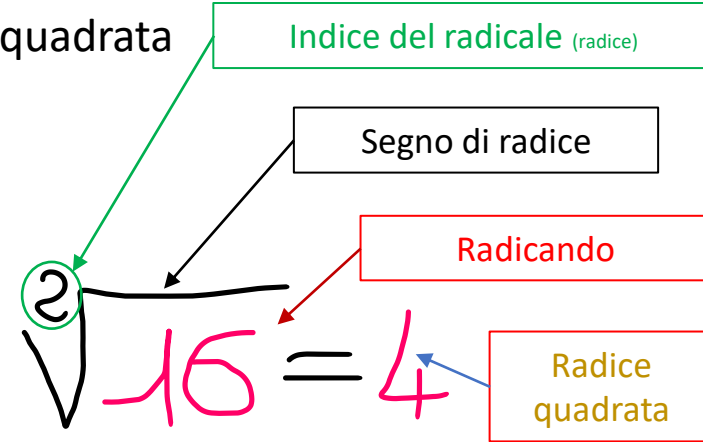 quadrata
Indice del radicale (radice)
Segno di radice
Radicando
²√16 = 4
Radice
quadrata